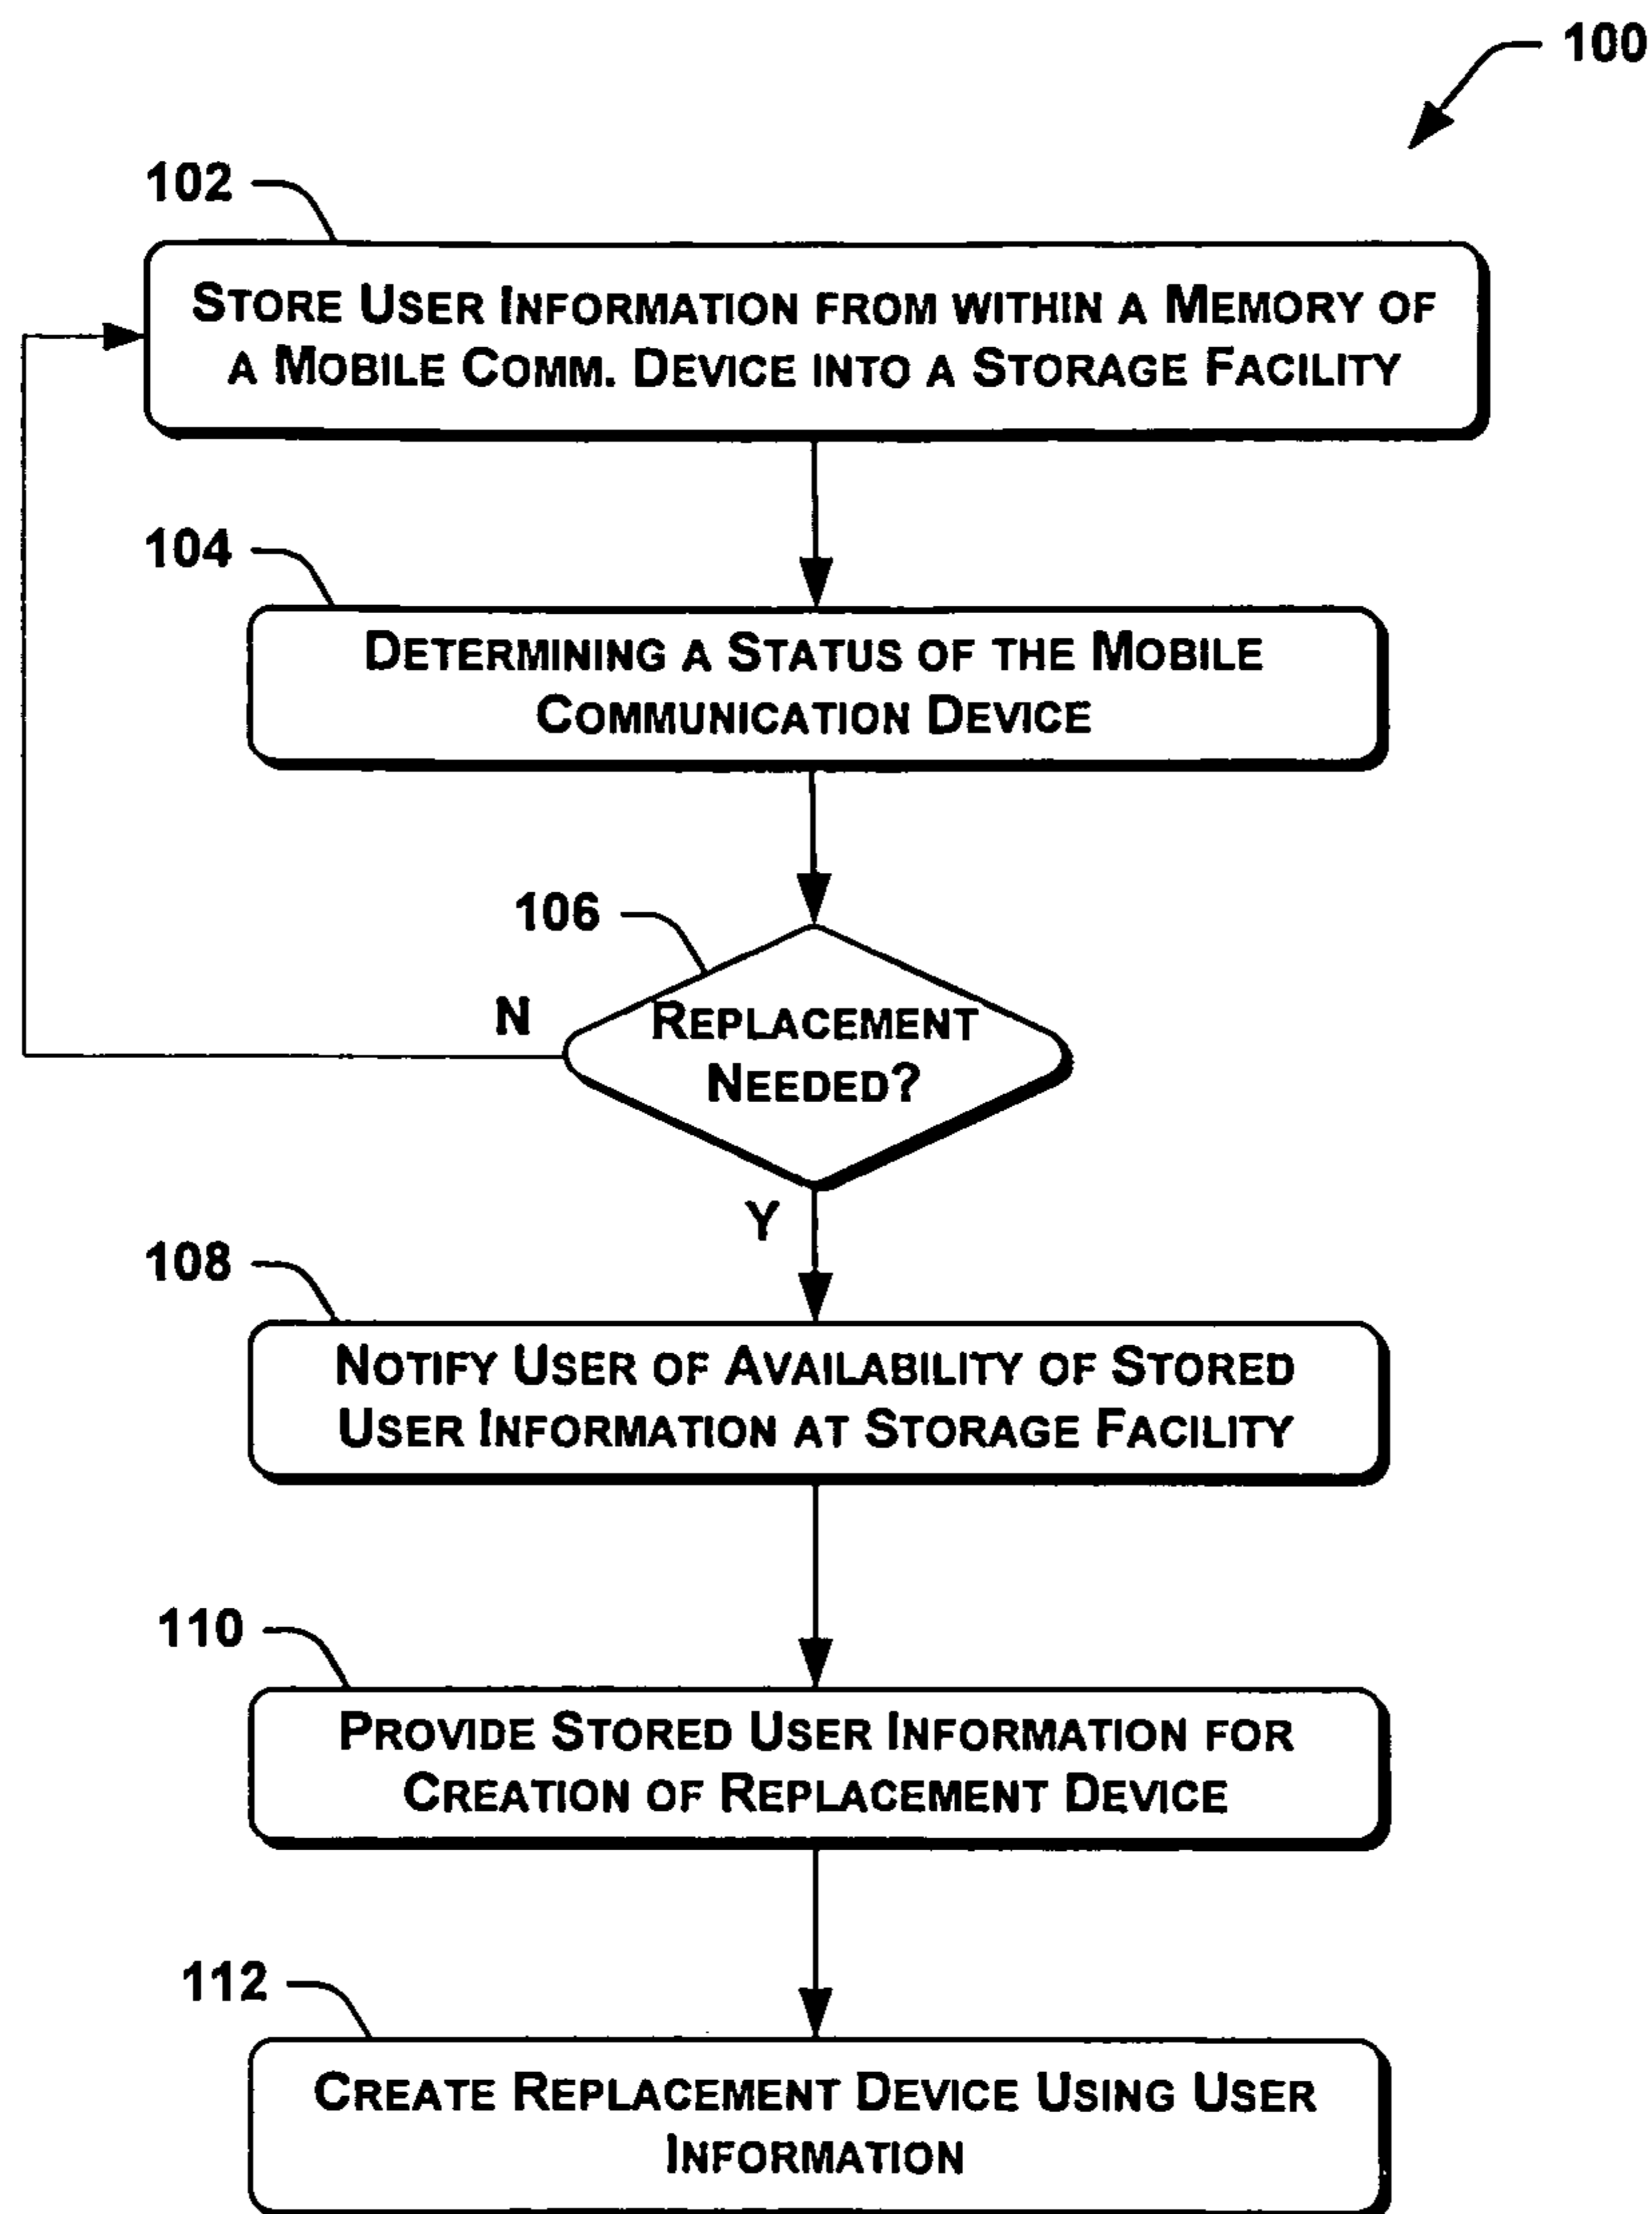 100
102
STORE USER INFORMATION FROM WITHIN A MEMORY OF
A MOBILE COMM. DEVICE INTO A STORAGE FACILITY
104
DETERMINING A STATUS OF THE MOBILE
COMMUNICATION DEVICE
106
N
REPLACEMENT
NEEDED?
Y
108
NOTIFY USER OF AVAILABILITY OF STORED
USER INFORMATION AT STORAGE FACILITY
110
PROVIDE STORED USER INFORMATION FOR
CREATION OF REPLACEMENT DEVICE
112
CREATE REPLACEMENT DEVICE USING USER
INFORMATION